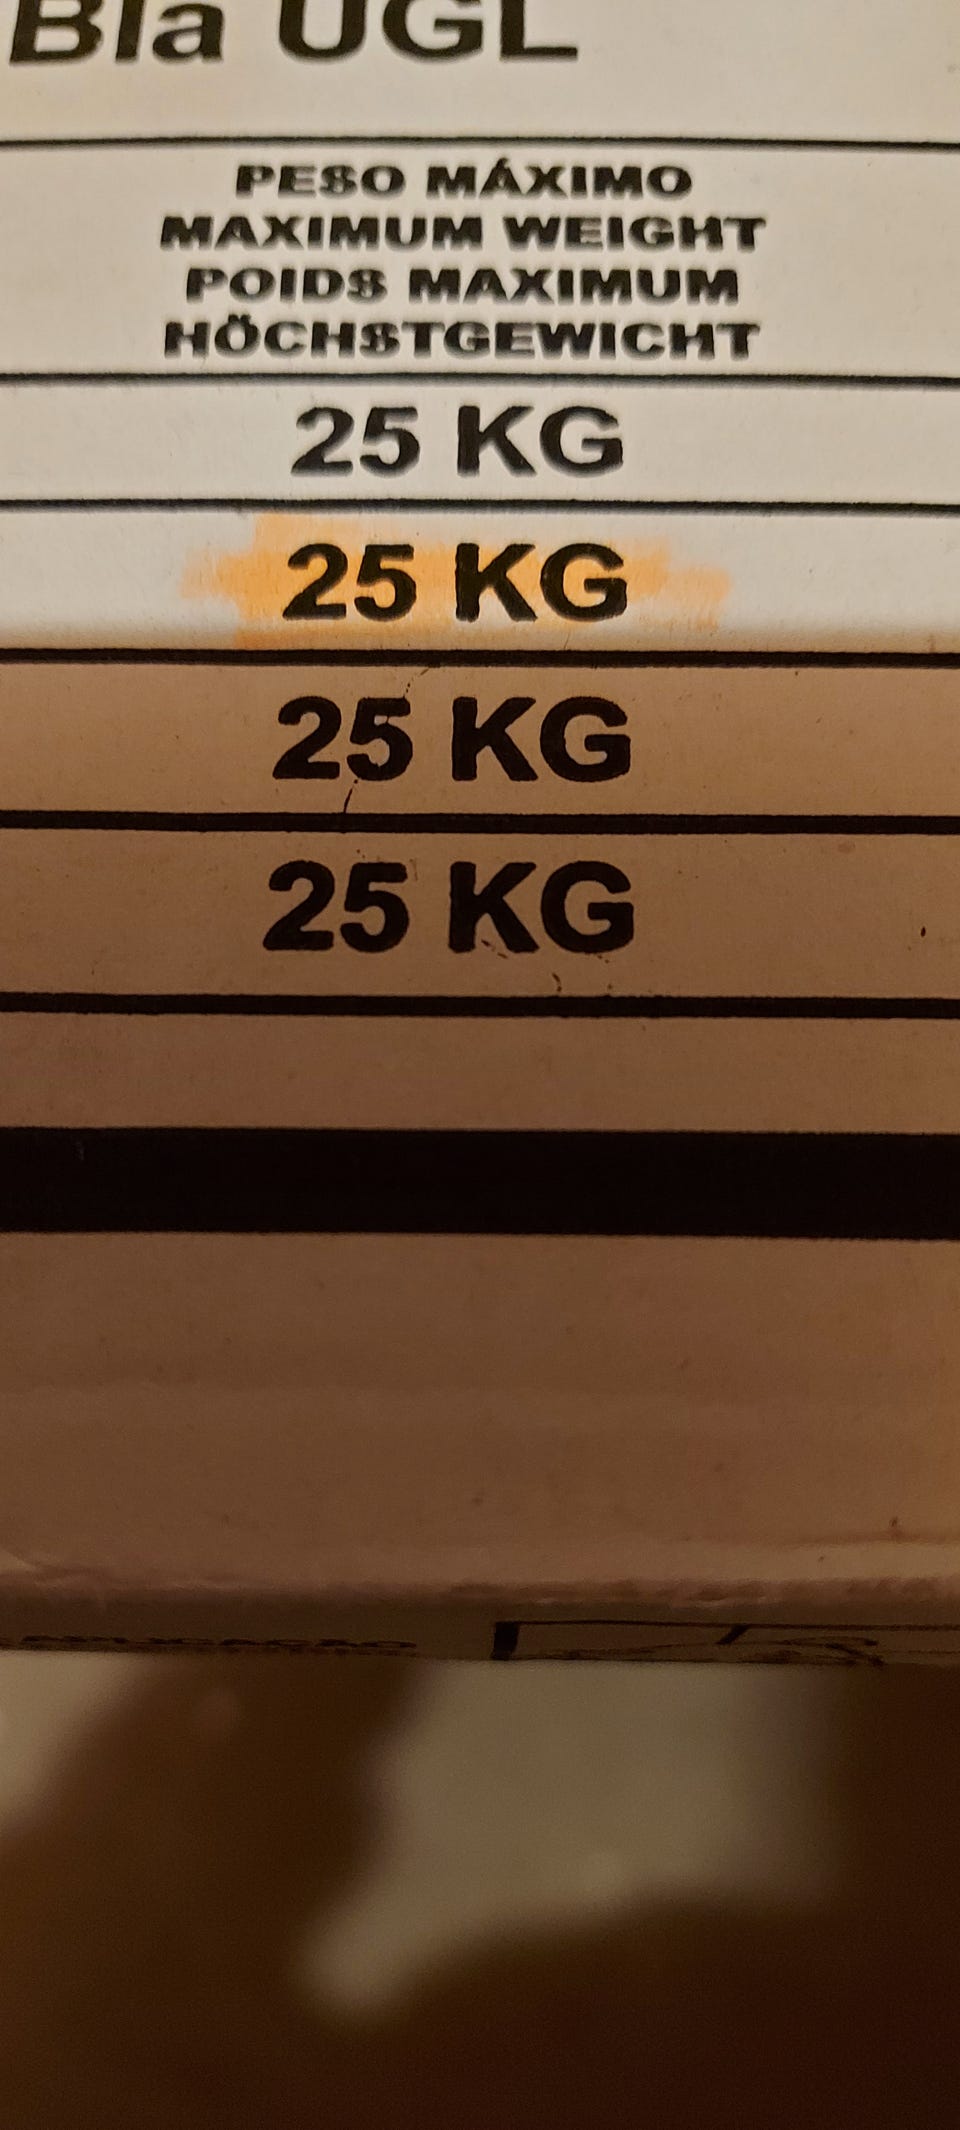 Bla UGL
PESO MÁXIMO
MAXIMUM WEIGHT
POIDS MAXIMUM
HÖCHSTGEWICHT
25 KG
25 KG
25 KG
25 KG